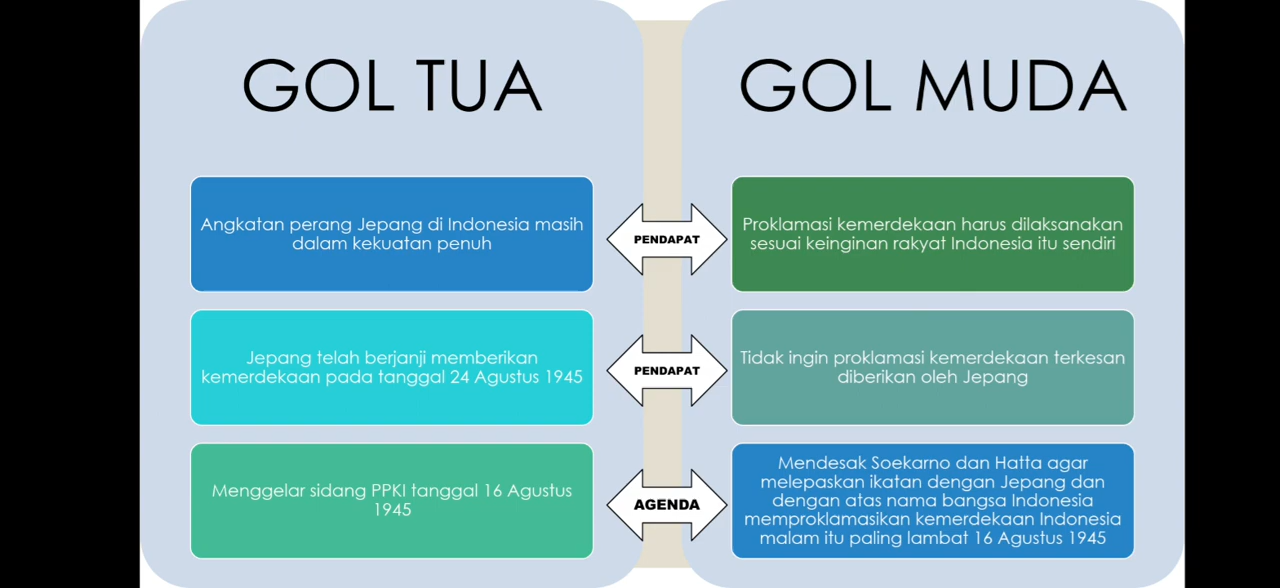 GOL TUA
GOL MUDA
Angkatan perang Jepang di Indonesia masih
dalam kekuatan penuh
PENDAPAT
Proklamasi kemerdekaan harus dilaksanakan
sesuai keinginan rakyat Indonesia itu sendiri
Jepang telah berjanji memberikan
kemerdekaan pada tanggal 24 Agustus 1945
PENDAPAT
Tidak ingin proklamasi kemerdekaan terkesan
diberikan oleh Jepang
Menggelar sidang PPKI tanggal 16 Agustus
1945
AGENDA
Mendesak Soekarno dan Hatta agar
melepaskan ikatan dengan Jepang dan
dengan atas nama bangsa Indonesia
memproklamasikan kemerdekaan Indonesia
malam itu paling lambat 16 Agustus 1945